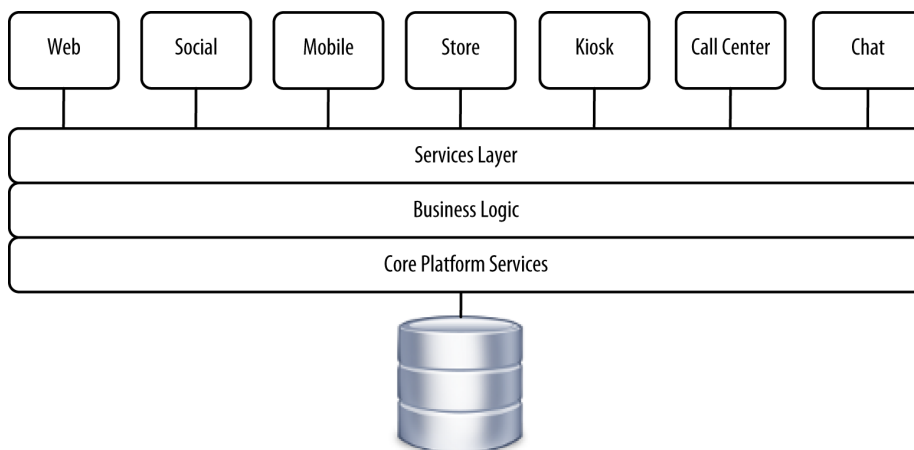 Web
Social
Mobile
Store
Kiosk
Call Center
Chat
Services Layer
Business Logic
Core Platform Services